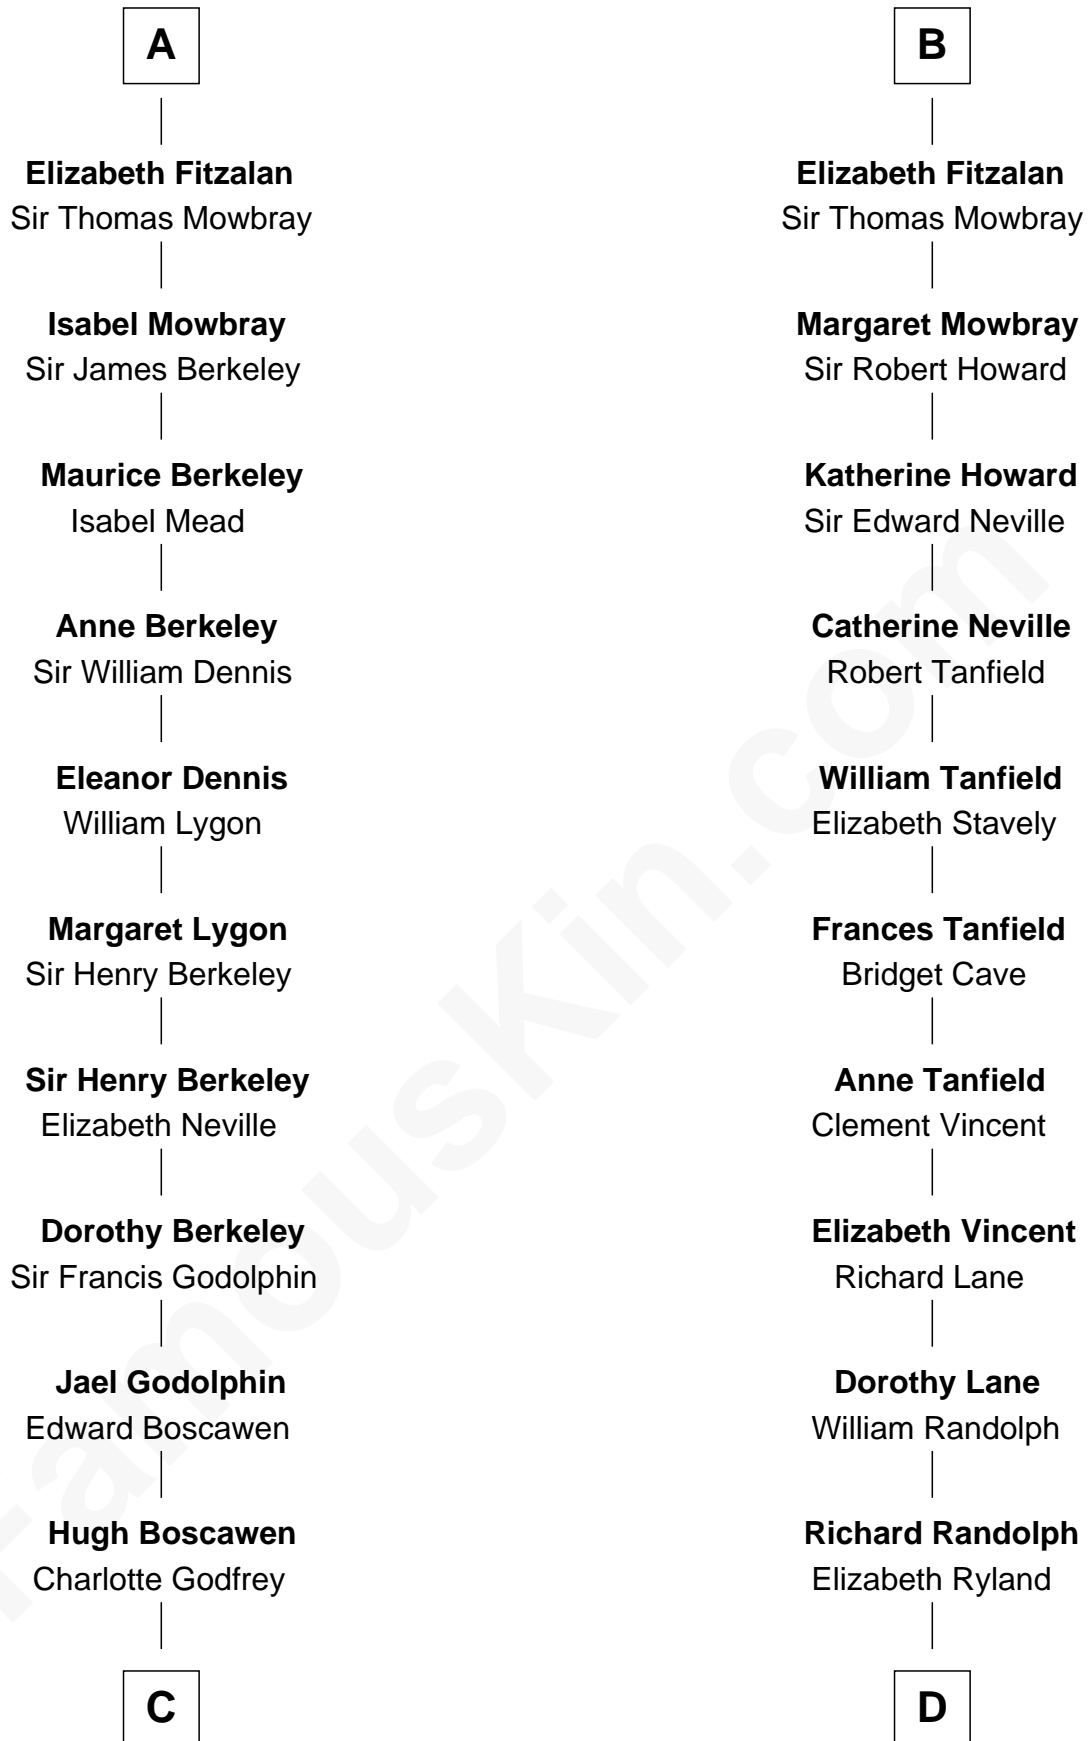 A
Elizabeth Fitzalan
Sir Thomas Mowbray
Isabel Mowbray
Sir James Berkeley
Maurice Berkeley
Isabel Mead
Anne Berkeley
Sir William Dennis
Eleanor Dennis
William Lygon
Margaret Lygon
Sir Henry Berkeley
Sir Henry Berkeley
Elizabeth Neville
Dorothy Berkeley
Sir Francis Godolphin
Jael Godolphin
Edward Boscawen
Hugh Boscawen
Charlotte Godfrey
C
B
Elizabeth Fitzalan
Sir Thomas Mowbray
Margaret Mowbray
Sir Robert Howard
Katherine Howard
Sir Edward Neville
Catherine Neville
Robert Tanfield
William Tanfield
Elizabeth Stavely
Frances Tanfield
Bridget Cave
Anne Tanfield
Clement Vincent
Elizabeth Vincent
Richard Lane
Dorothy Lane
William Randolph
Richard Randolph
Elizabeth Ryland
D
FamousKin.com